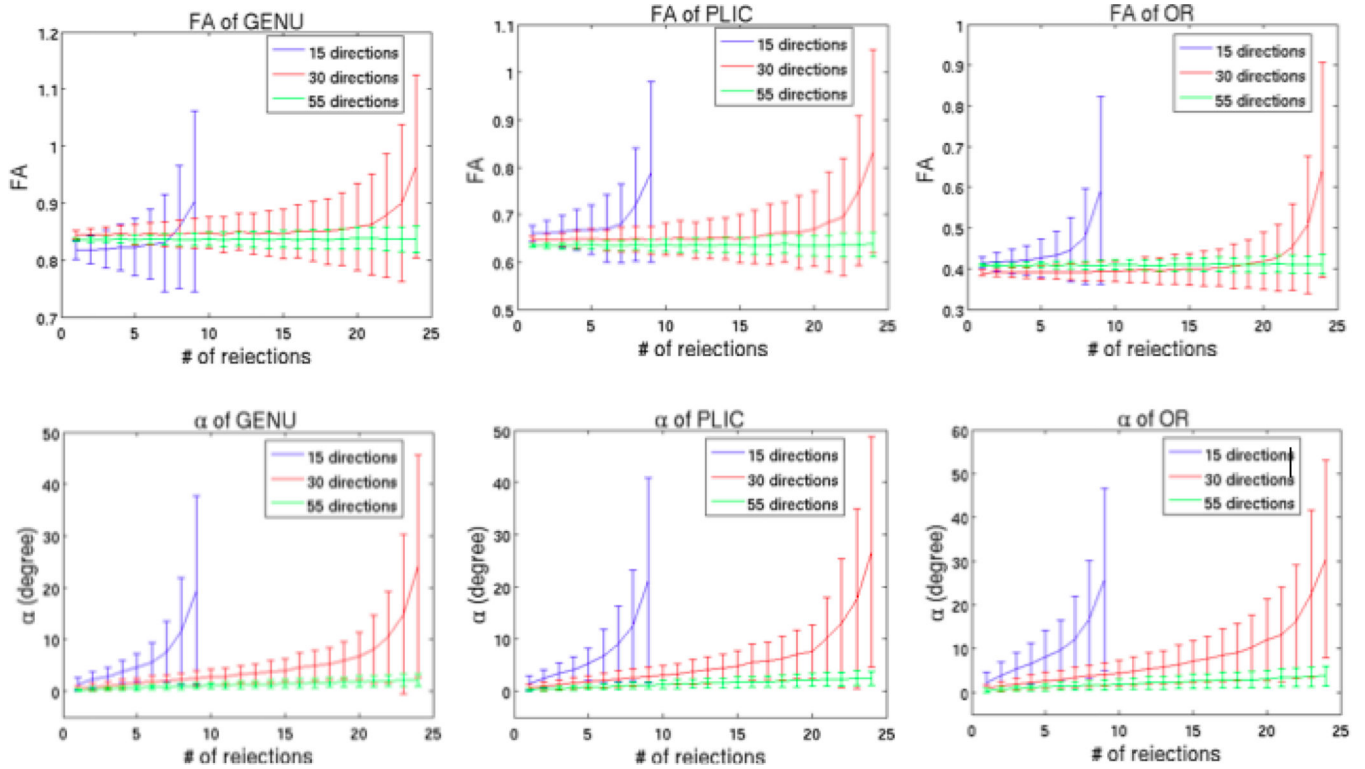 FA of GENU
1.2
1.1
1
0.9
0.8
0.7
FA
0 5 10 15 20 25
# of reiections
15 directions
30 directions
55 directions
FA of PLIC
1.1
1
0.9
0.8
0.7
0.6
0.5
FA
0 5 10 15 20 25
# of reiections
15 directions
30 directions
55 directions
FA of OR
1
0.9
0.8
0.7
0.6
0.5
0.4
0.3
FA
0 5 10 15 20 25
# of reiections
15 directions
30 directions
55 directions
α of GENU
50
40
30
20
10
0
α (degree)
0 5 10 15 20 25
# of reiections
15 directions
30 directions
55 directions
α of PLIC
50
40
30
20
10
0
α (degree)
0 5 10 15 20 25
# of reiections
15 directions
30 directions
55 directions
α of OR
60
50
40
30
20
10
0
α (degree)
0 5 10 15 20 25
# of reiections
15 directions
30 directions
55 directions